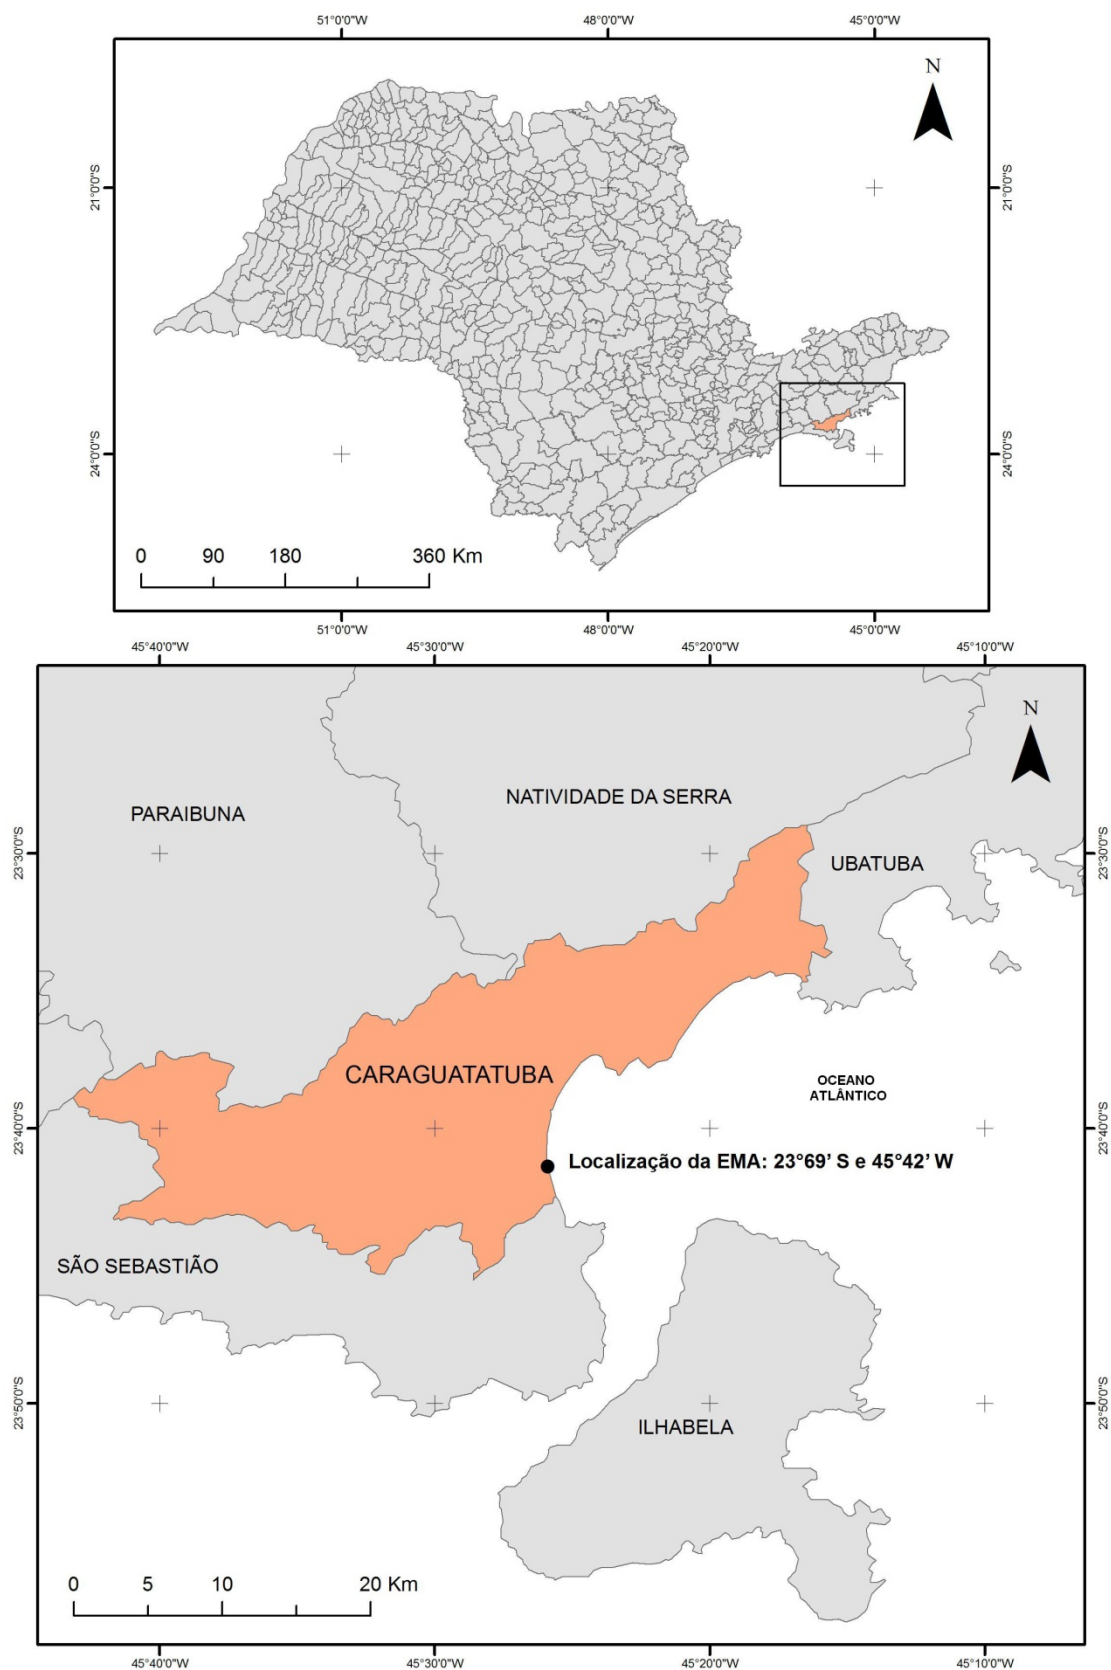 51°0'0"W 48°0'0"W 45°0'0"W
N
21°0'0"S 21°0'0"S
24°0'0"S 24°0'0"S
0 90 180 360 Km
51°0'0"W 48°0'0"W 45°0'0"W
45°40'0"W 45°30'0"W 45°20'0"W 45°10'0"W
N
NATIVIDADE DA SERRA
PARAIBUNA
23°30'0"S 23°30'0"S
UBATUBA
CARAGUATATUBA
OCEANO
ATLÂNTICO
23°40'0"S 23°40'0"S
Localização da EMA: 23°69' S e 45°42' W
SÃO SEBASTIÃO
23°50'0"S 23°50'0"S
ILHABELA
0 5 10 20 Km
45°40'0"W 45°30'0"W 45°20'0"W 45°10'0"W